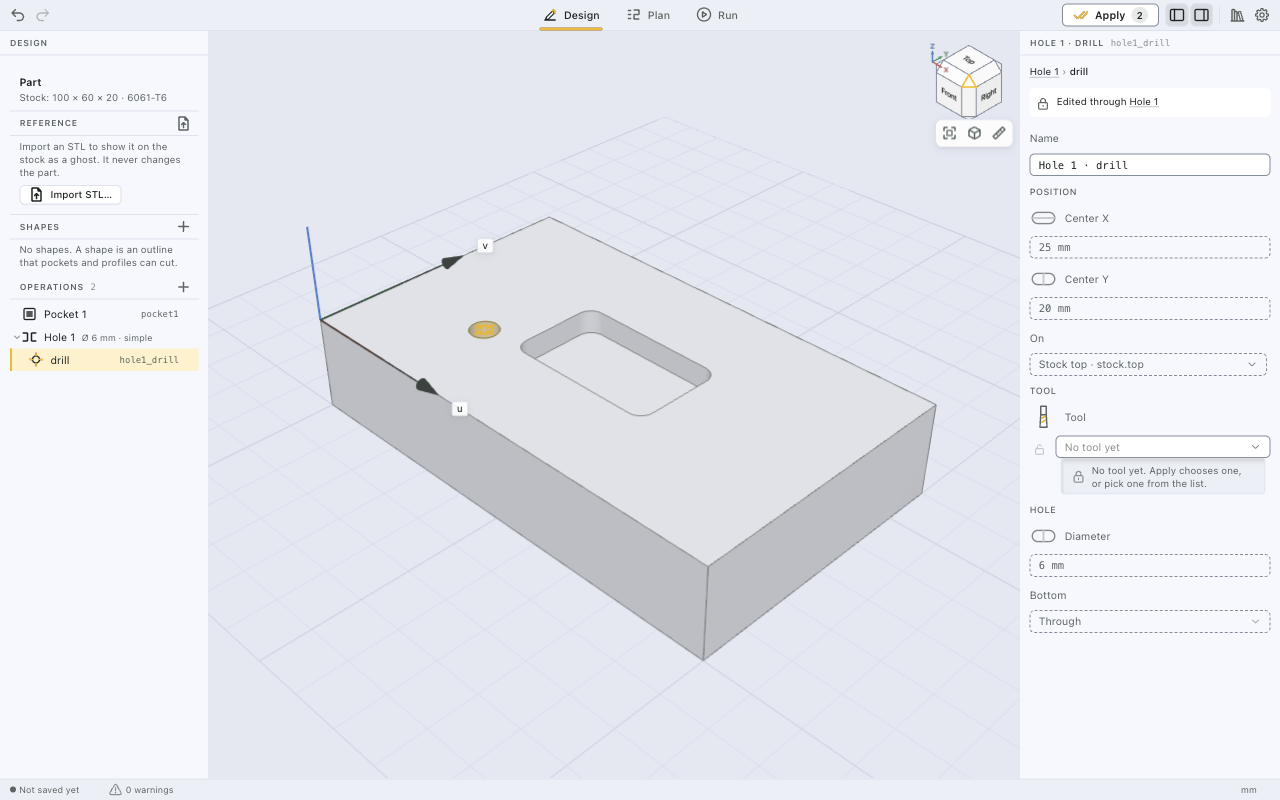 Design
Plan
Run
Apply 2
DESIGN
Part
Stock: 100 × 60 × 20 · 6061-T6
REFERENCE
Import an STL to show it on the
stock as a ghost. It never changes
the part.
Import STL...
SHAPES
No shapes. A shape is an outline
that pockets and profiles can cut.
OPERATIONS 2
Pocket 1 pocket1
Hole 1 Ø 6 mm · simple
drill hole1_drill
v
u
Z
Y
X
Top
Front
Right
HOLE 1 · DRILL hole1_drill
Hole 1 › drill
Edited through Hole 1
Name
Hole 1 · drill
POSITION
Center X
25 mm
Center Y
20 mm
On
Stock top · stock.top
TOOL
Tool
No tool yet
No tool yet. Apply chooses one,
or pick one from the list.
HOLE
Diameter
6 mm
Bottom
Through
Not saved yet
0 warnings
mm